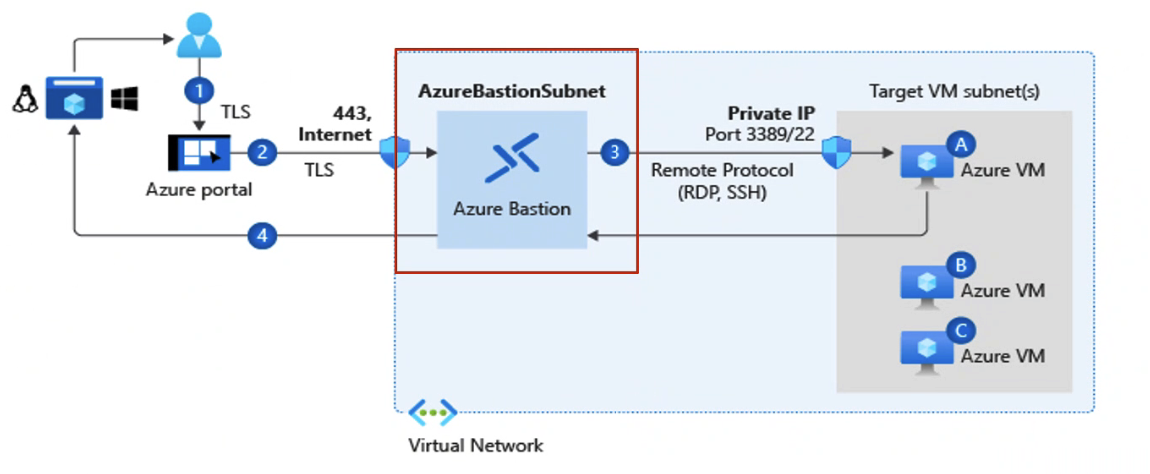 1
TLS
Azure portal
2
443,
Internet
TLS
AzureBastionSubnet
Azure Bastion
3
Private IP
Port 3389/22
Remote Protocol
(RDP, SSH)
Target VM subnet(s)
A
Azure VM
B
Azure VM
C
Azure VM
4
Virtual Network